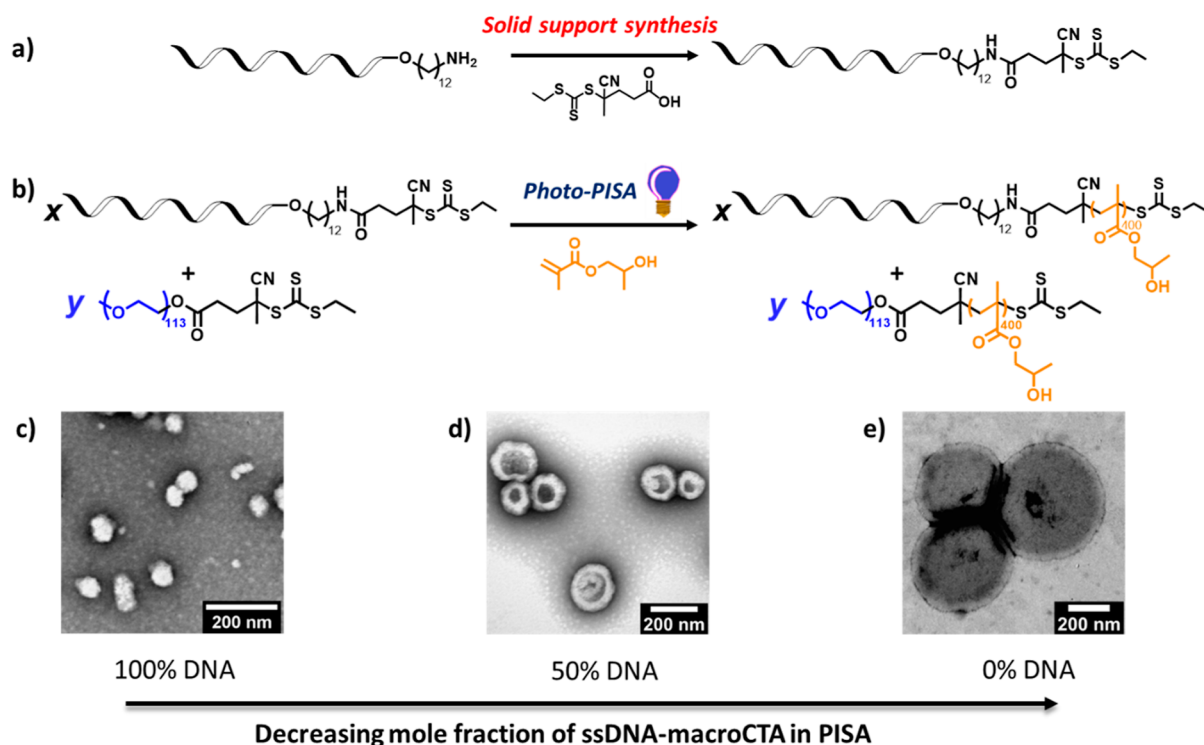 a)
Solid support synthesis
O
12
NH2
CN
O
S
S
S
OH
O
12
H
N
O
CN
S
S
S
b)
x
O
12
H
N
O
CN
S
S
S
+
y
O
113
O
O
CN
S
S
S
Photo-PISA
O
O
OH
x
O
12
H
N
O
CN
400
S
S
S
O
O
OH
+
y
O
113
O
O
CN
400
S
S
S
O
O
OH
c)
200 nm
d)
200 nm
e)
200 nm
100% DNA
50% DNA
0% DNA
Decreasing mole fraction of ssDNA-macroCTA in PISA